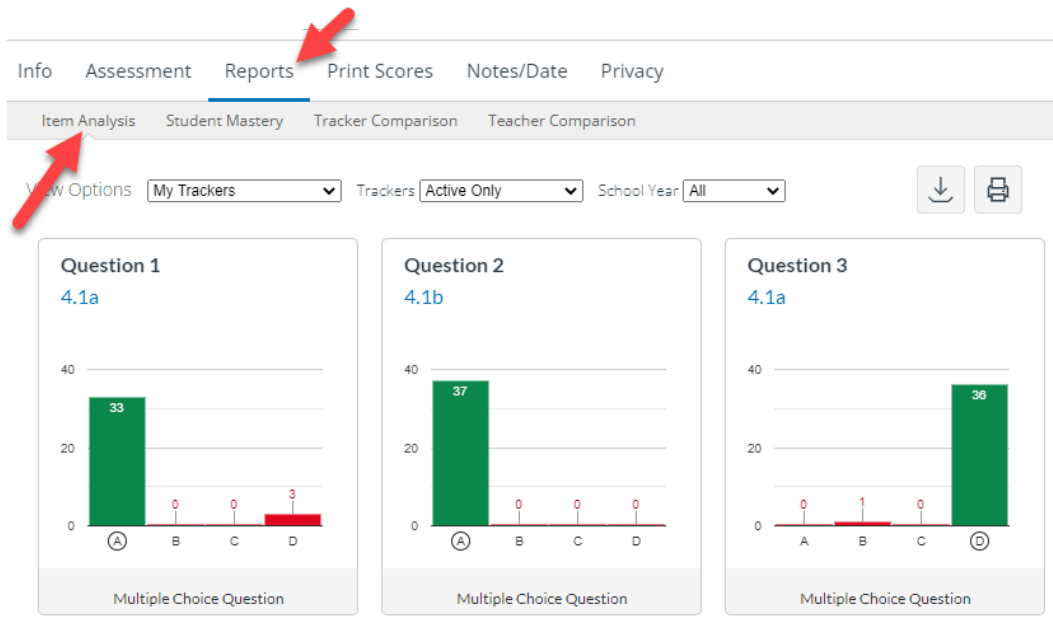 Info Assessment Reports Print Scores Notes/Date Privacy
Item Analysis Student Mastery Tracker Comparison Teacher Comparison
View Options My Trackers Trackers Active Only School Year All
Question 1
4.1a
40
33
20
0 0 3
0
A B C D
Multiple Choice Question
Question 2
4.1b
40
37
20
0 0 0
0
A B C D
Multiple Choice Question
Question 3
4.1a
40
36
20
0 1 0
0
A B C D
Multiple Choice Question